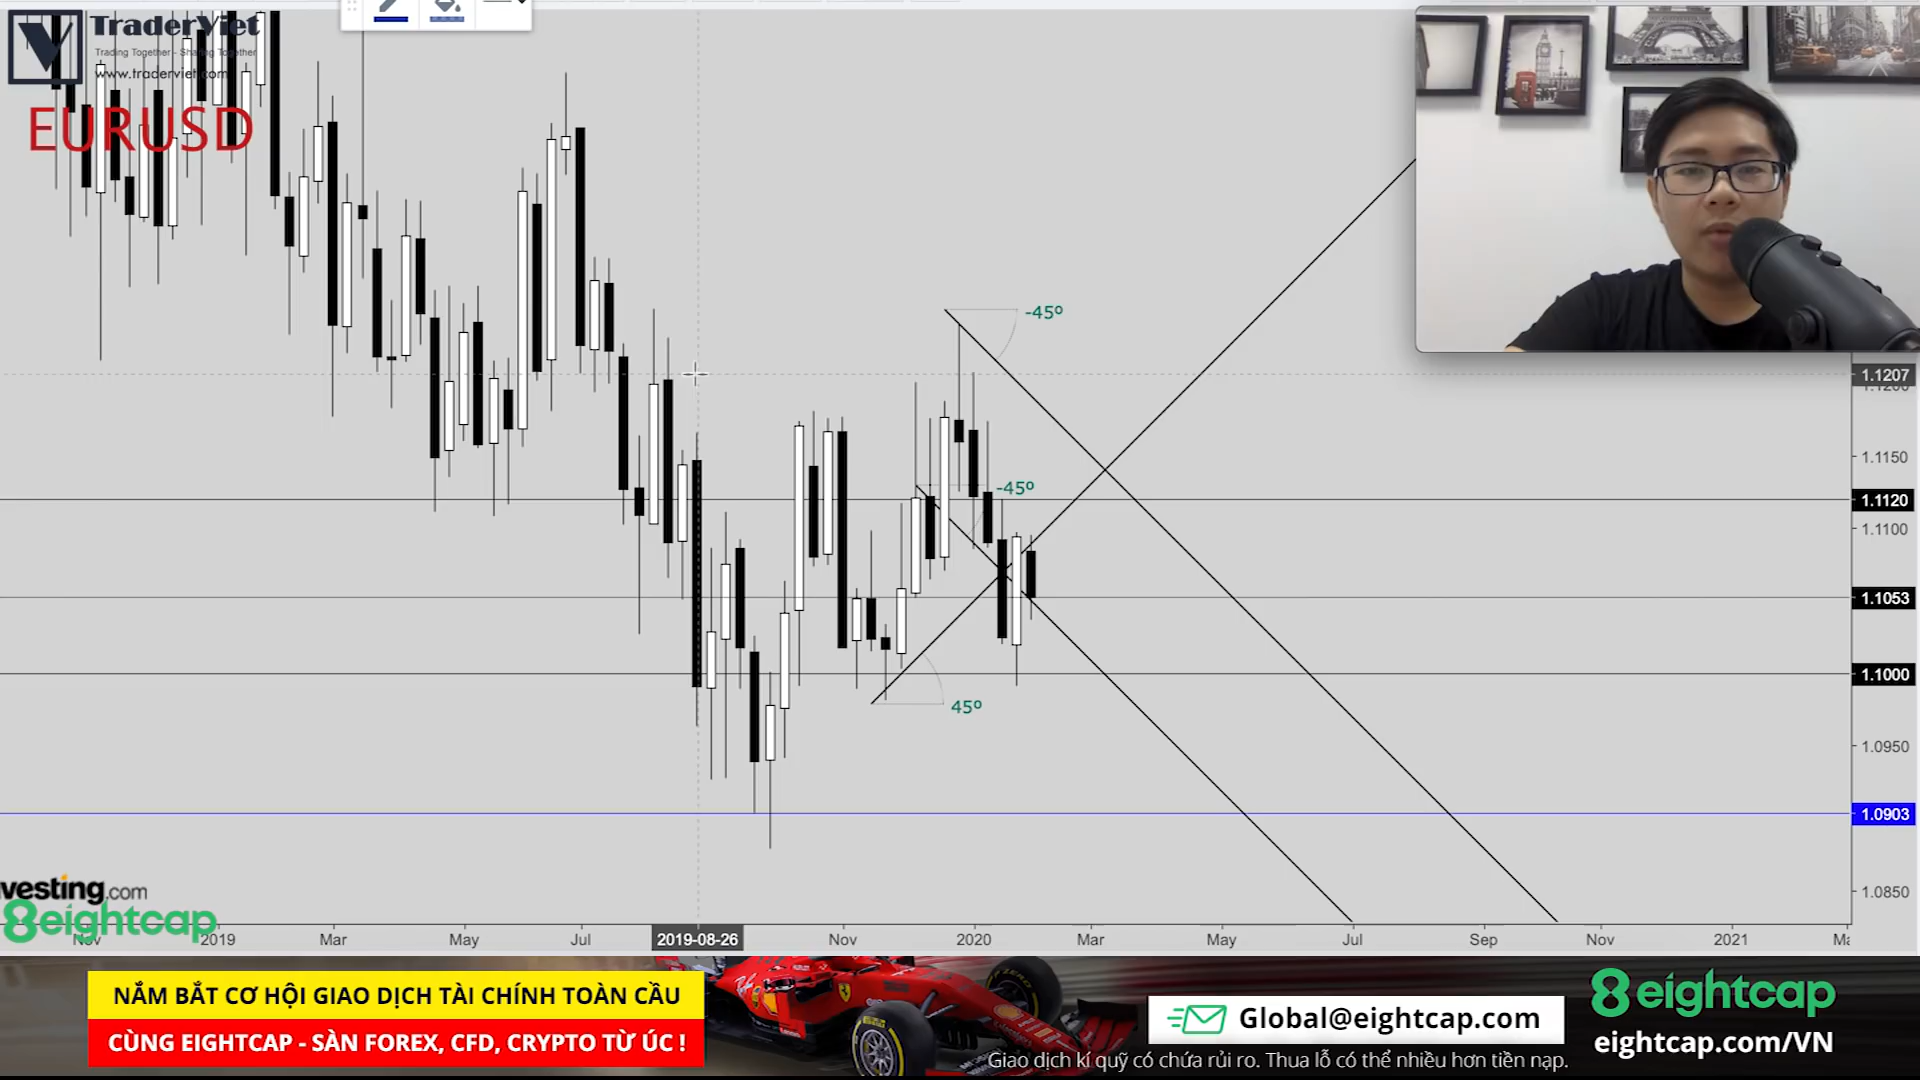 TraderViet
Trading Together - Sharing Together
www.traderviet.com
EURUSD
-45º
-45º
45º
1.1207
1.1200
1.1150
1.1120
1.1100
1.1053
1.1000
1.0950
1.0903
1.0850
vesting.com
8eightcap
Nov
2019
Mar
May
Jul
2019-08-26
Nov
2020
Mar
May
Jul
Sep
Nov
2021
NẮM BẮT CƠ HỘI GIAO DỊCH TÀI CHÍNH TOÀN CẦU
CÙNG EIGHTCAP - SÀN FOREX, CFD, CRYPTO TỪ ÚC !
Global@eightcap.com
Giao dịch kí quỹ có chứa rủi ro. Thua lỗ có thể nhiều hơn tiền nạp.
8eightcap
eightcap.com/VN